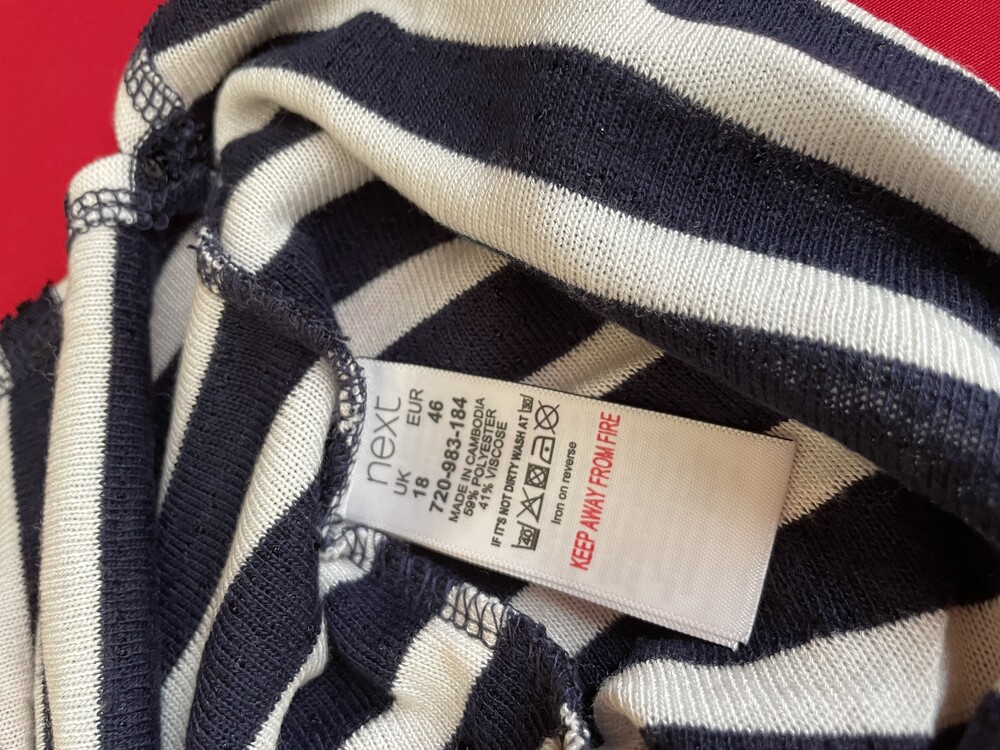 next
UK EUR
18 46
720-983-184
MADE IN CAMBODIA
59% POLYESTER
41% VISCOSE
IF IT'S NOT DIRTY WASH AT 30
40
Iron on reverse
KEEP AWAY FROM FIRE